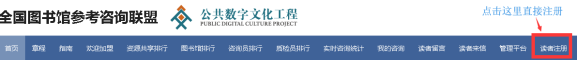 全国图书馆参考咨询联盟
公共数字文化工程
PUBLIC DIGITAL CULTURE PROJECT
点击这里直接注册
首页 章程 指南 欢迎加盟 资源共享排行 图书馆排行 咨询员排行 质检员排行 实时咨询统计 我的咨询 读者留言 读者来信 管理平台 读者注册